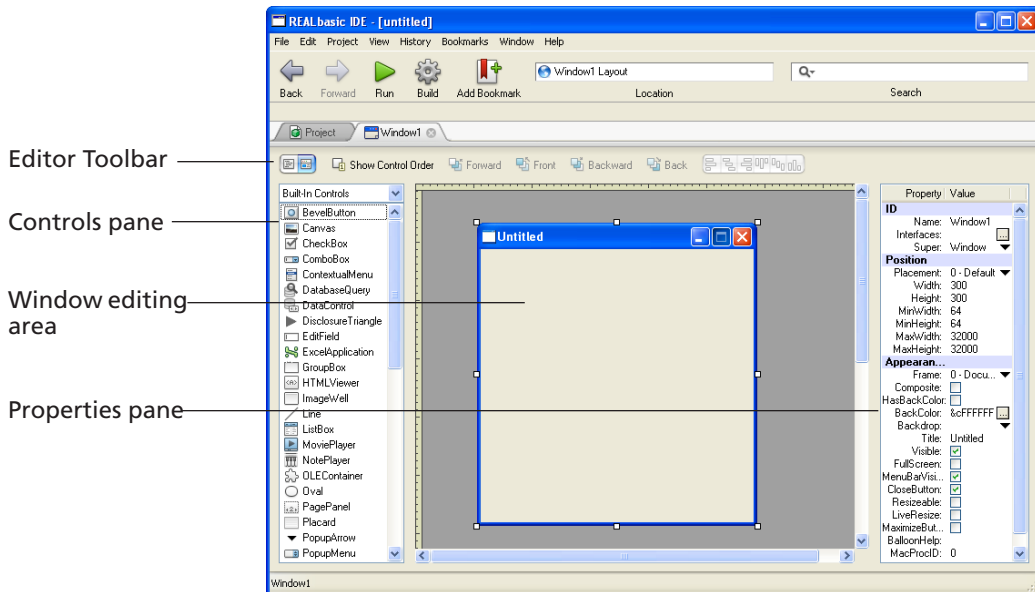 REALbasic IDE - [untitled]
File Edit Project View History Bookmarks Window Help
Window1 Layout
Back Forward Run Build Add Bookmark Location Search
Project Window1
Editor Toolbar
Show Control Order Forward Front Backward Back
Controls pane
Window editing
area
Properties pane
Built-In Controls
BevelButton
Canvas
CheckBox
ComboBox
ContextualMenu
DatabaseQuery
DataControl
DisclosureTriangle
EditField
ExcelApplication
GroupBox
HTMLViewer
ImageWell
Line
ListBox
MoviePlayer
NotePlayer
OLEContainer
Oval
PagePanel
Placard
PopupArrow
PopupMenu
Untitled
Property Value
ID
Name: Window1
Interfaces: ...
Super: Window
Position
Placement: 0 - Default
Width: 300
Height: 300
MinWidth: 64
MinHeight: 64
MaxWidth: 32000
MaxHeight: 32000
Appearan...
Frame: 0 - Docu...
Composite:
HasBackColor:
BackColor: &cFFFFFF ...
Backdrop:
Title: Untitled
Visible:
FullScreen:
MenuBarVisi...
CloseButton:
Resizeable:
LiveResize:
MaximizeBut...
BalloonHelp:
MacProcID: 0
Window1